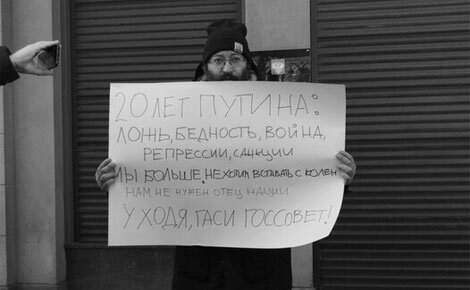 20 ЛЕТ ПУТИНА:
ЛОЖЬ, БЕДНОСТЬ, ВОЙНА,
РЕПРЕССИИ, САНКЦИИ
МЫ БОЛЬШЕ НЕ ХОТИМ ВСТАВАТЬ С КОЛЕН
НАМ НЕ НУЖЕН ОТЕЦ НАЦИИ
УХОДЯ, ГАСИ ГОССОВЕТ!